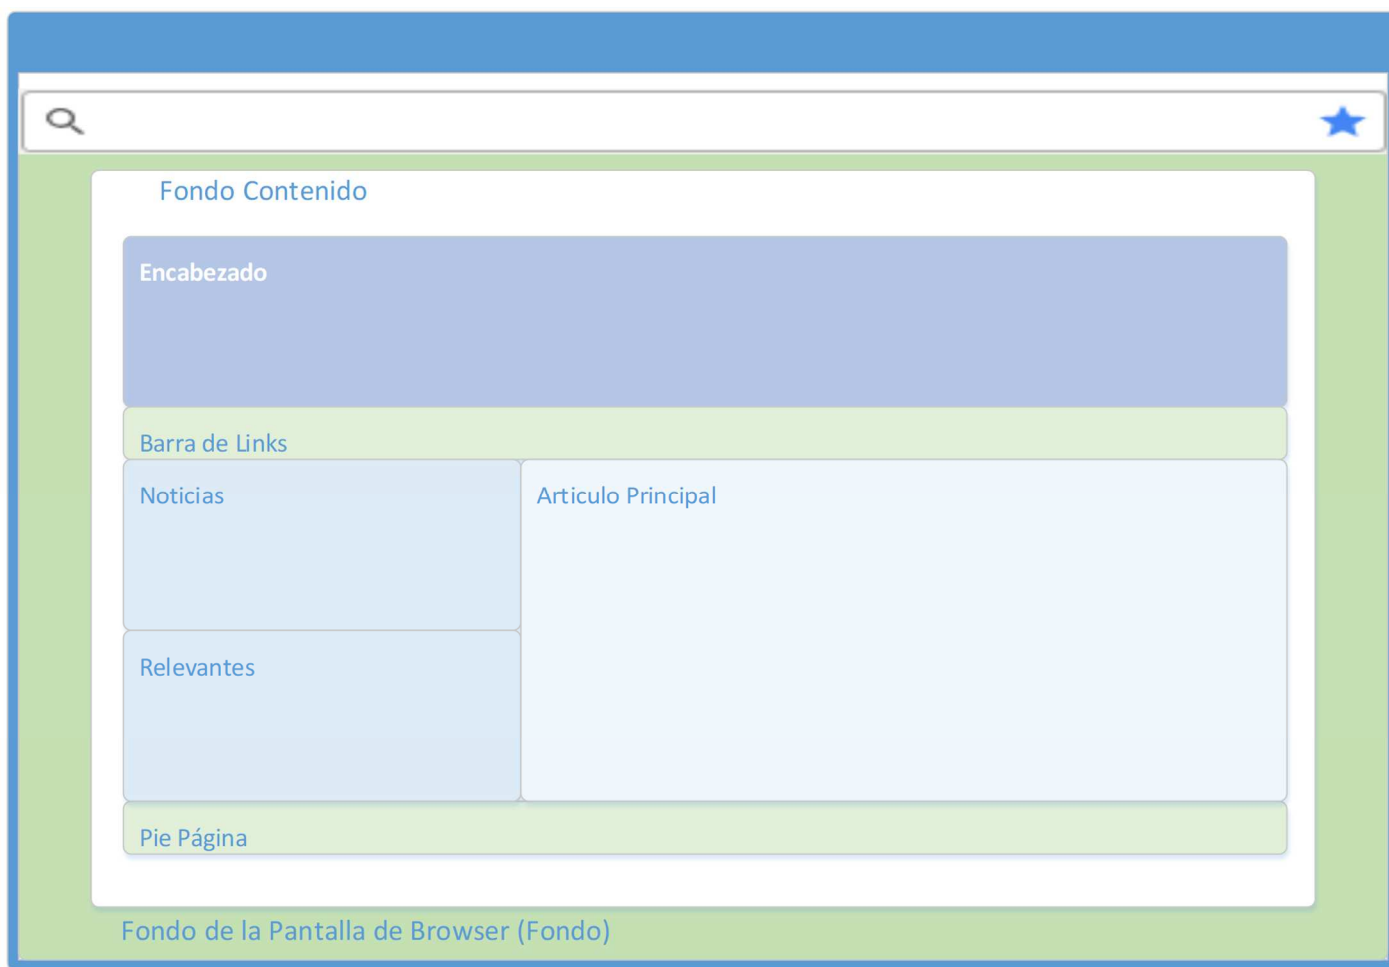 Fondo Contenido
Encabezado
Barra de Links
Noticias
Articulo Principal
Relevantes
Pie Página
Fondo de la Pantalla de Browser (Fondo)